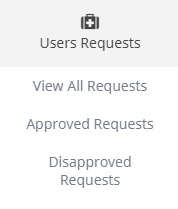 Users Requests
View All Requests
Approved Requests
Disapproved
Requests